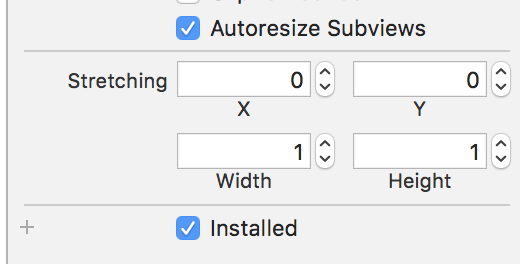 Autoresize Subviews
Stretching 0 0
X Y
1 1
Width Height
+ Installed